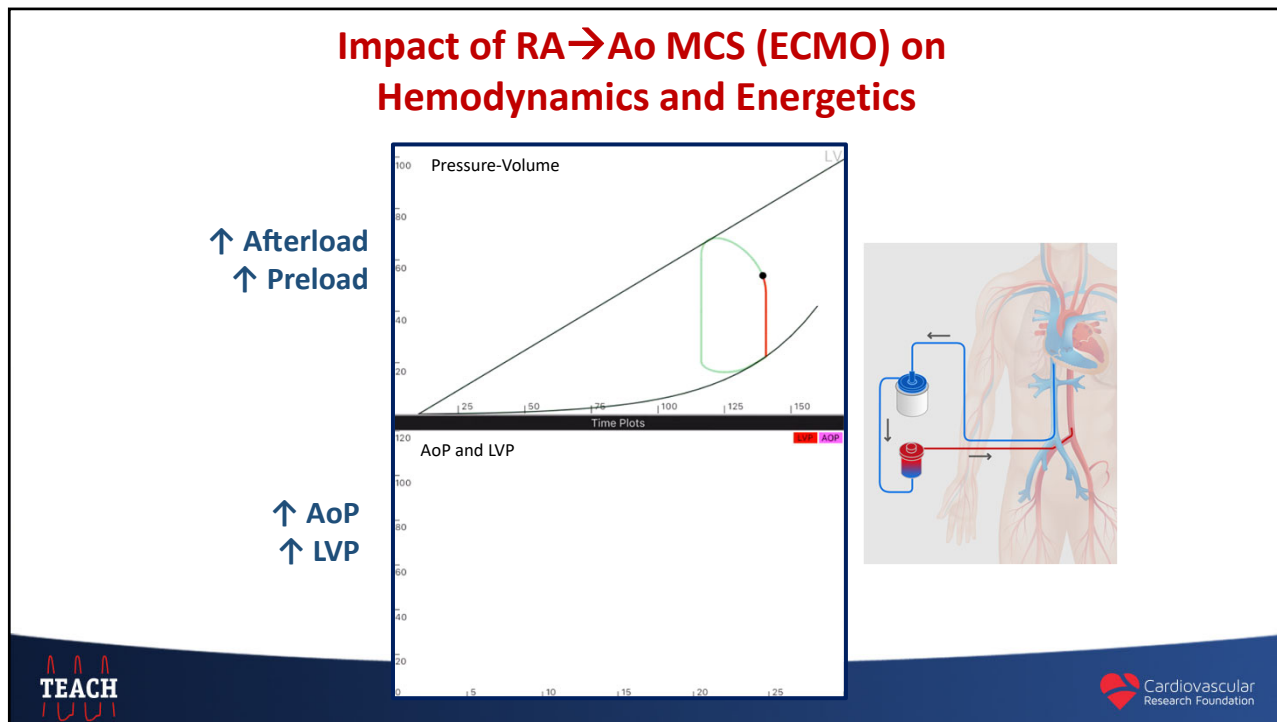 Impact of RA→Ao MCS (ECMO) on
Hemodynamics and Energetics
↑ Afterload
↑ Preload
↑ AoP
↑ LVP
Pressure-Volume
LV
100
80
60
40
20
25
50
75
100
125
150
Time Plots
AoP and LVP
LVP AOP
120
100
80
60
40
20
0
5
10
15
20
25
TEACH
Cardiovascular
Research Foundation